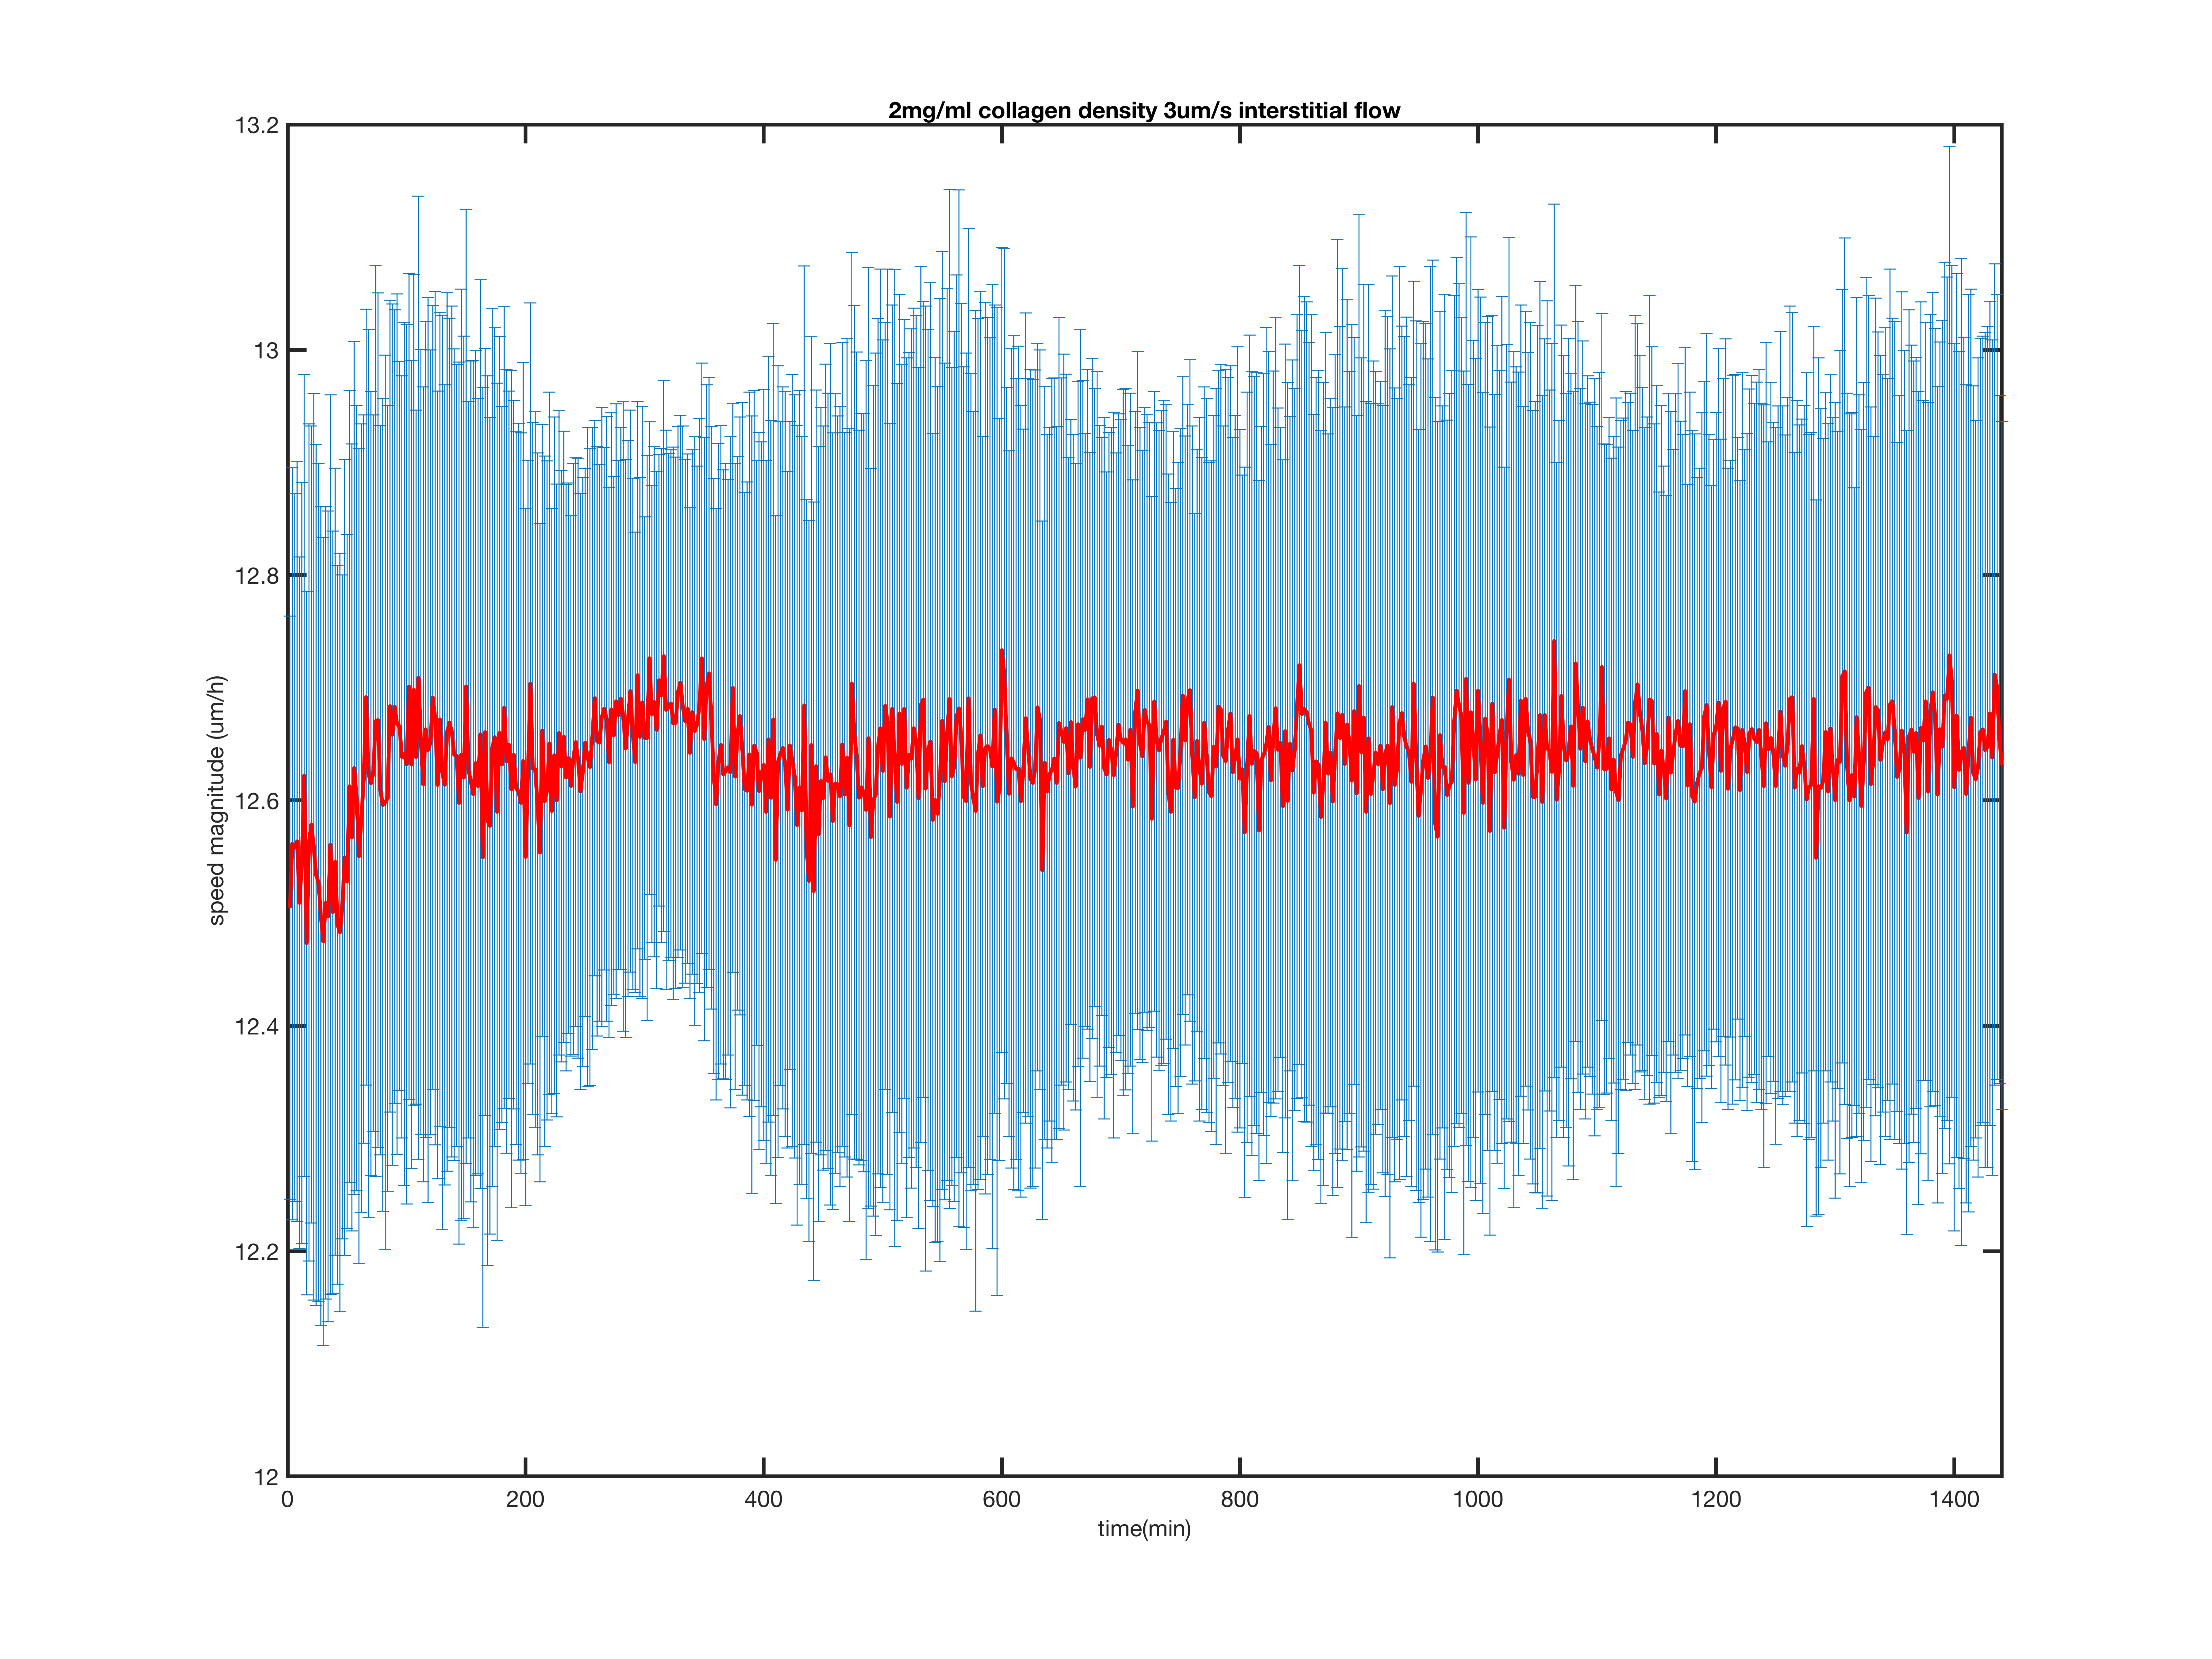 2mg/ml collagen density 3um/s interstitial flow
13.2
13
12.8
12.6
12.4
12.2
12
speed magnitude (um/h)
0 200 400 600 800 1000 1200 1400
time(min)